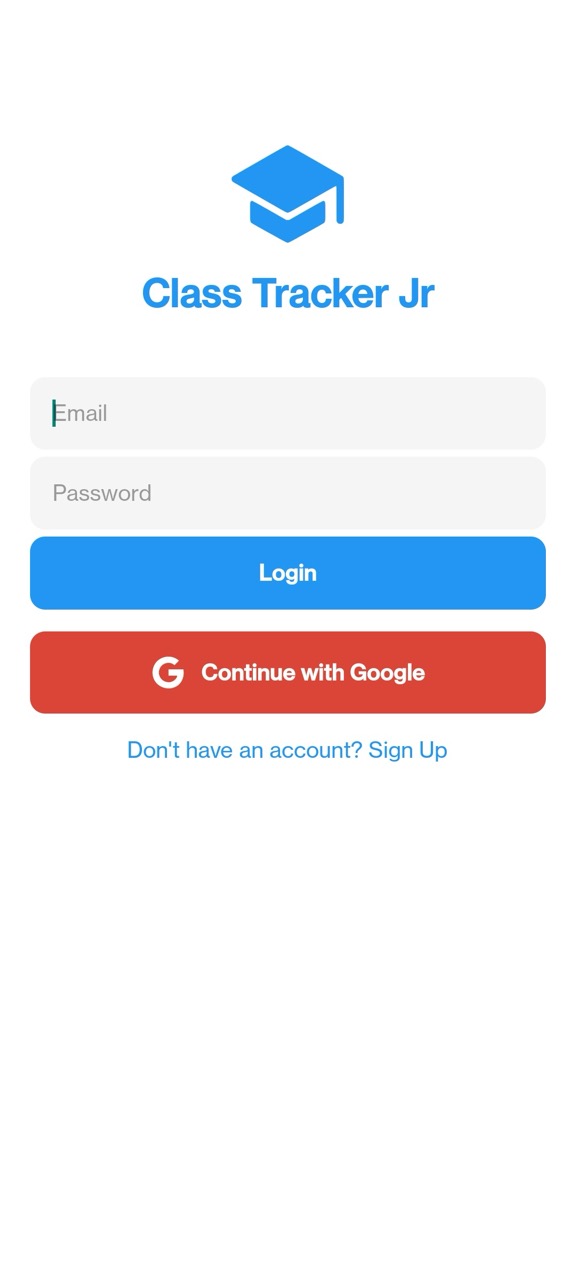 Class Tracker Jr
Email
Password
Login
Continue with Google
Don't have an account? Sign Up